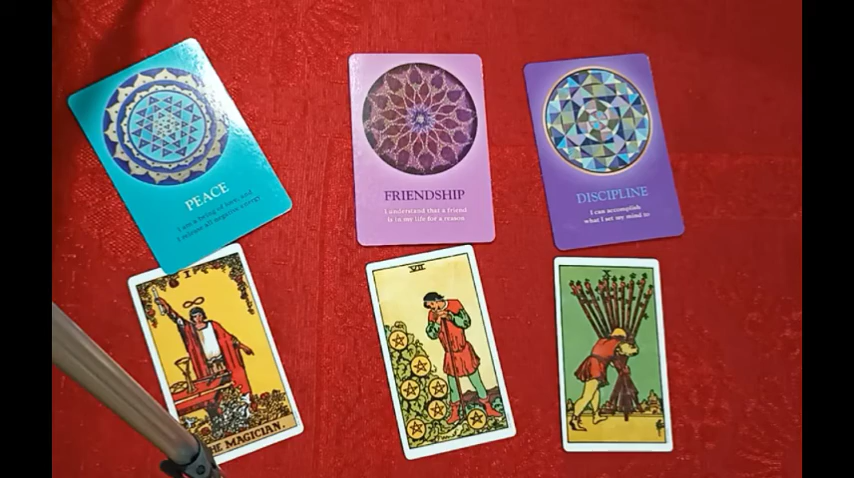 PEACE
I am a being of love, and
I release all negative energy
FRIENDSHIP
I understand that a friend
is in my life for a reason
DISCIPLINE
I can accomplish
what I set my mind to
I
THE MAGICIAN.
VII
X